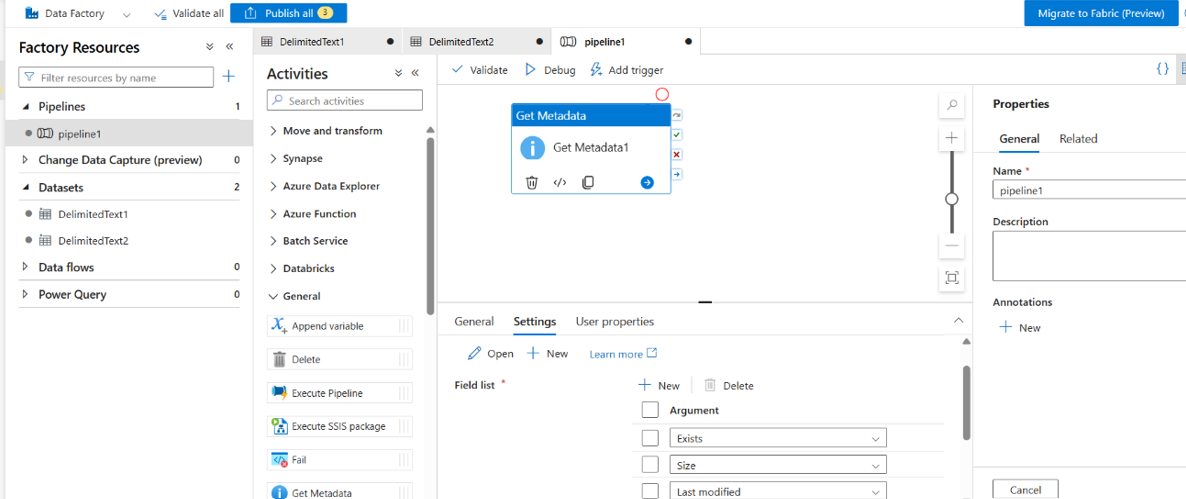 Data Factory
Validate all
Publish all 3
Migrate to Fabric (Preview)
Factory Resources
Filter resources by name
Pipelines 1
pipeline1
Change Data Capture (preview) 0
Datasets 2
DelimitedText1
DelimitedText2
Data flows 0
Power Query 0
DelimitedText1
DelimitedText2
pipeline1
Activities
Search activities
Move and transform
Synapse
Azure Data Explorer
Azure Function
Batch Service
Databricks
General
Append variable
Delete
Execute Pipeline
Execute SSIS package
Fail
Get Metadata
Validate
Debug
Add trigger
Get Metadata
Get Metadata1
General
Settings
User properties
Open
New
Learn more
Field list *
New
Delete
Argument
Exists
Size
Last modified
Properties
General
Related
Name *
pipeline1
Description
Annotations
New
Cancel